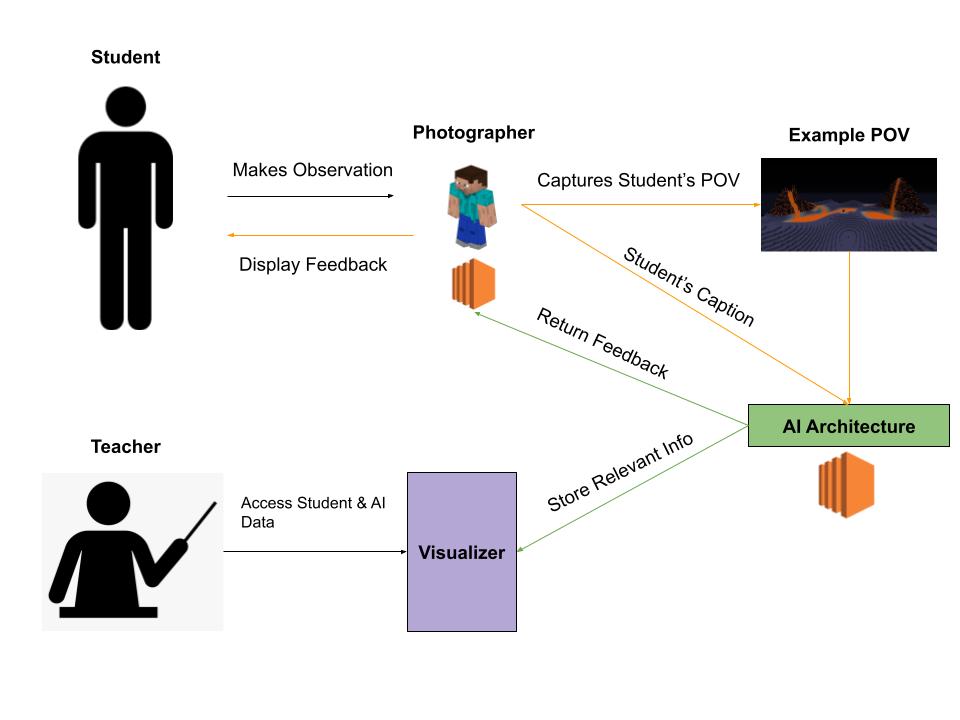 Student
Photographer
Example POV
Makes Observation
Captures Student's POV
Display Feedback
Student's Caption
Return Feedback
AI Architecture
Teacher
Store Relevant Info
Access Student & AI
Data
Visualizer